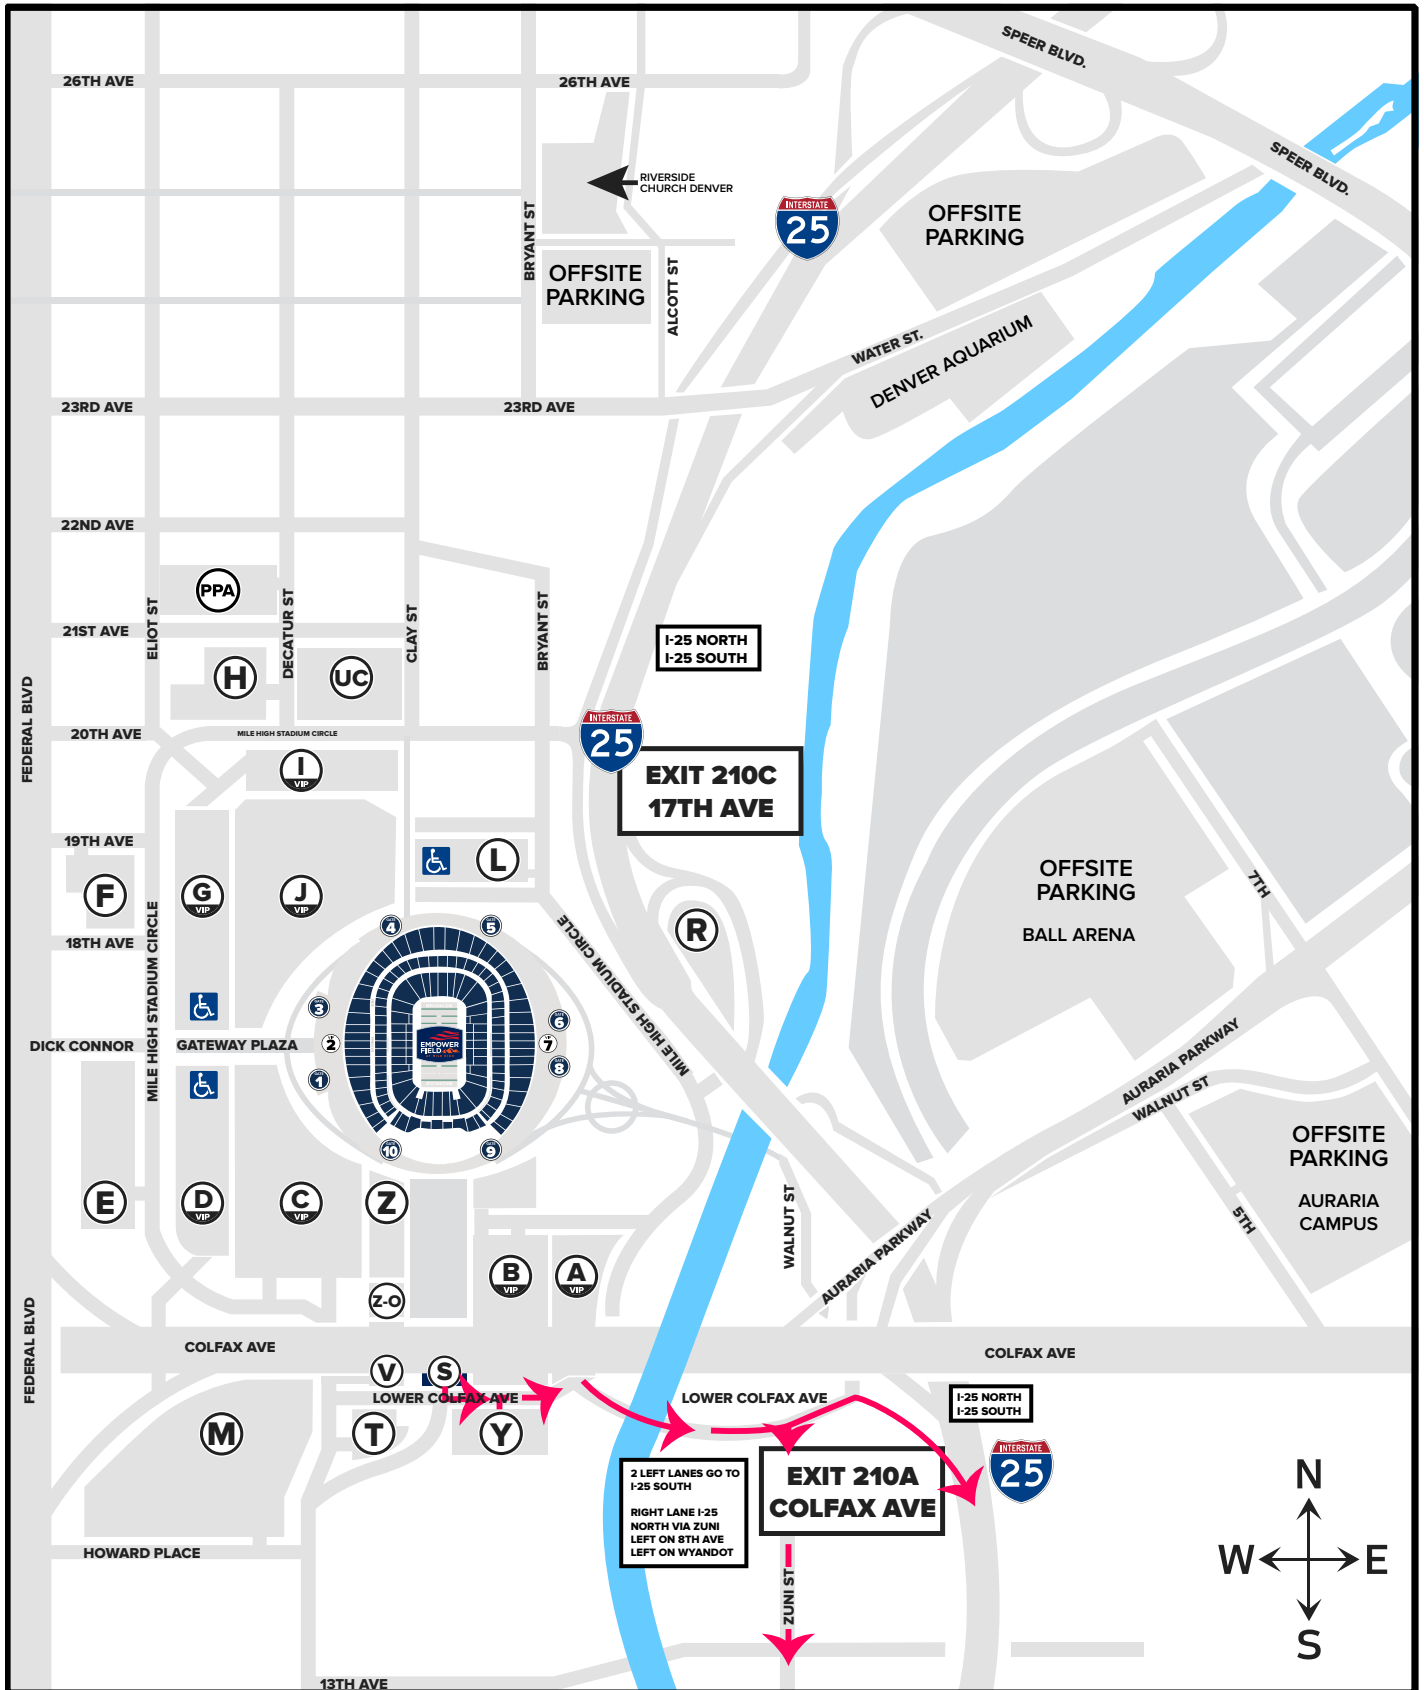 SPEER BLVD.
26TH AVE
26TH AVE
SPEER BLVD.
RIVERSIDE
CHURCH DENVER
INTERSTATE
25
OFFSITE
PARKING
BRYANT ST
OFFSITE
PARKING
ALCOTT ST
WATER ST.
DENVER AQUARIUM
23RD AVE
23RD AVE
22ND AVE
PPA
ELIOT ST
DECATUR ST
CLAY ST
BRYANT ST
21ST AVE
I-25 NORTH
I-25 SOUTH
H
UC
FEDERAL BLVD
20TH AVE
MILE HIGH STADIUM CIRCLE
INTERSTATE
25
EXIT 210C
17TH AVE
I
VIP
19TH AVE
L
F
G
VIP
J
VIP
OFFSITE
PARKING
BALL ARENA
7TH
R
4
5
18TH AVE
MILE HIGH STADIUM CIRCLE
MILE HIGH STADIUM CIRCLE
3
6
DICK CONNOR
GATEWAY PLAZA
2
EMPOWER
FIELD
7
1
8
AURARIA PARKWAY
WALNUT ST
10
9
OFFSITE
PARKING
AURARIA
CAMPUS
E
D
VIP
C
VIP
Z
WALNUT ST
5TH
AURARIA PARKWAY
B
VIP
A
VIP
Z-O
FEDERAL BLVD
COLFAX AVE
COLFAX AVE
V
S
LOWER COLFAX AVE
LOWER COLFAX AVE
I-25 NORTH
I-25 SOUTH
M
T
Y
INTERSTATE
25
2 LEFT LANES GO TO
I-25 SOUTH
RIGHT LANE I-25
NORTH VIA ZUNI
LEFT ON 8TH AVE
LEFT ON WYANDOT
EXIT 210A
COLFAX AVE
HOWARD PLACE
ZUNI ST
N
W
E
S
13TH AVE